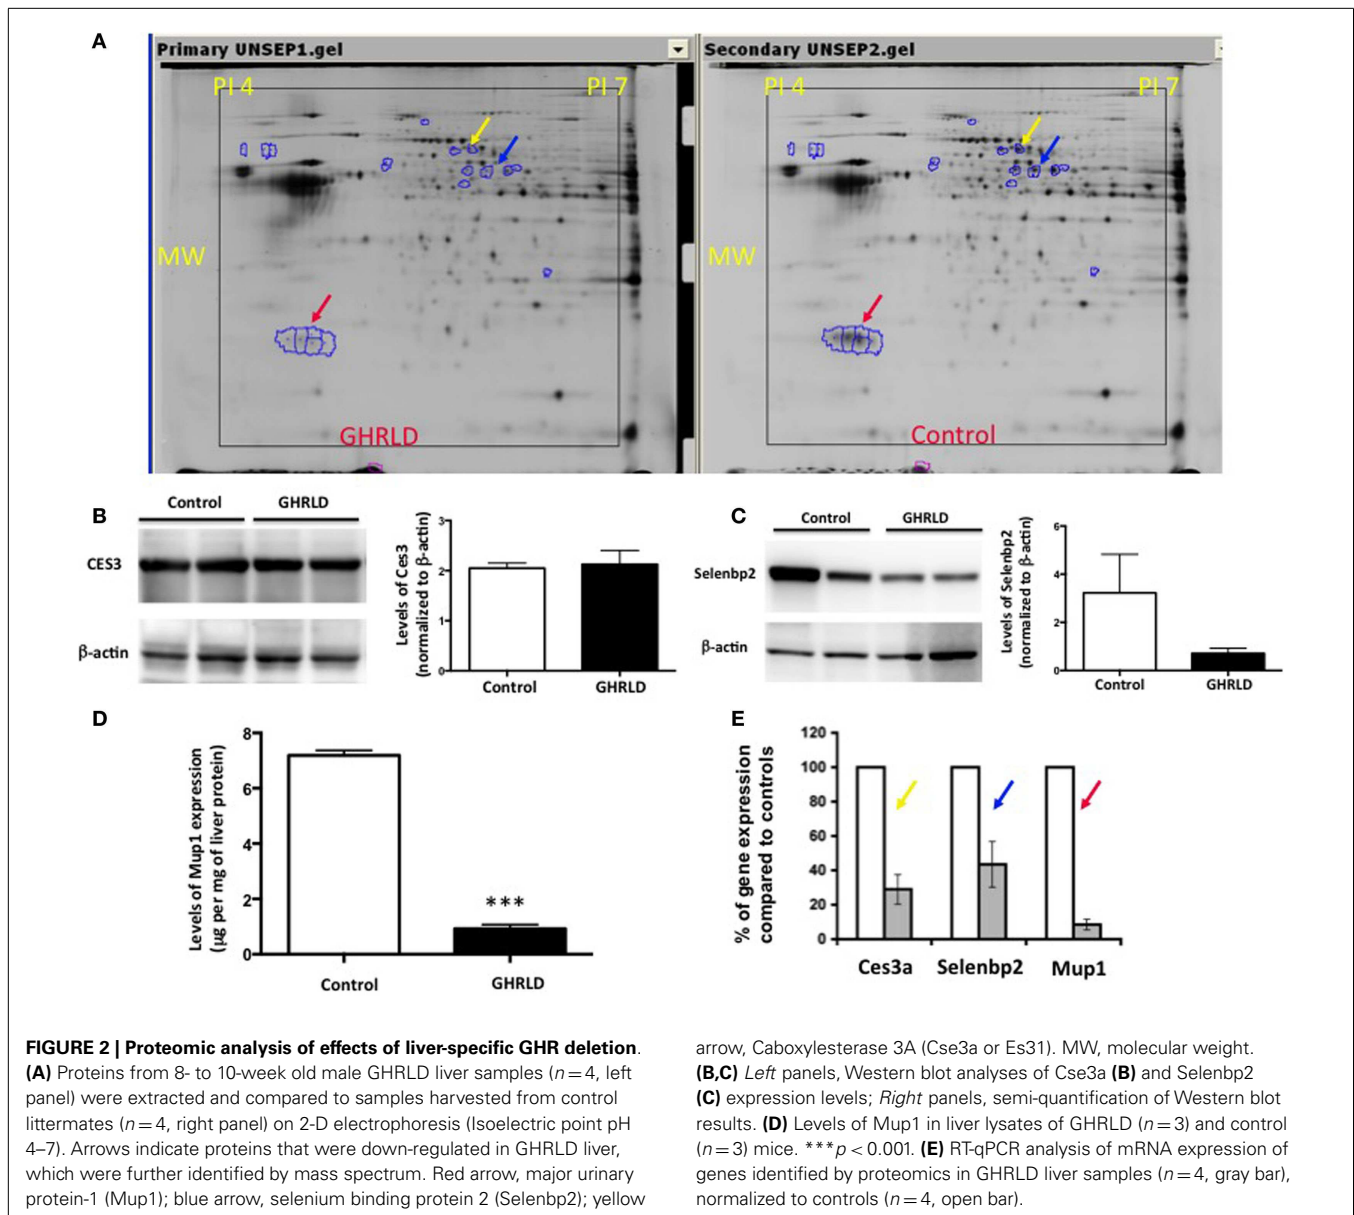 A
Primary UNSEP1.gel
Secondary UNSEP2.gel
PI 4
PI 7
PI 4
PI 7
MW
MW
GHRLD
Control
B
Control
GHRLD
CES3
β-actin
Levels of Ces3
(normalized to β-actin)
3
2
1
0
Control
GHRLD
C
Control
GHRLD
Selenbp2
β-actin
Levels of Selenbp2
(normalized to β-actin)
6
4
2
0
Control
GHRLD
D
Levels of Mup1 expression
(µg per mg of liver protein)
8
6
4
2
0
***
Control
GHRLD
E
% of gene expression
compared to controls
120
100
80
60
40
20
0
Ces3a
Selenbp2
Mup1
FIGURE 2 | Proteomic analysis of effects of liver-specific GHR deletion.
(A) Proteins from 8- to 10-week old male GHRLD liver samples (n = 4, left
panel) were extracted and compared to samples harvested from control
littermates (n = 4, right panel) on 2-D electrophoresis (Isoelectric point pH
4–7). Arrows indicate proteins that were down-regulated in GHRLD liver,
which were further identified by mass spectrum. Red arrow, major urinary
protein-1 (Mup1); blue arrow, selenium binding protein 2 (Selenbp2); yellow
arrow, Caboxylesterase 3A (Cse3a or Es31). MW, molecular weight.
(B,C) Left panels, Western blot analyses of Cse3a (B) and Selenbp2
(C) expression levels; Right panels, semi-quantification of Western blot
results. (D) Levels of Mup1 in liver lysates of GHRLD (n = 3) and control
(n = 3) mice. ***p < 0.001. (E) RT-qPCR analysis of mRNA expression of
genes identified by proteomics in GHRLD liver samples (n = 4, gray bar),
normalized to controls (n = 4, open bar).